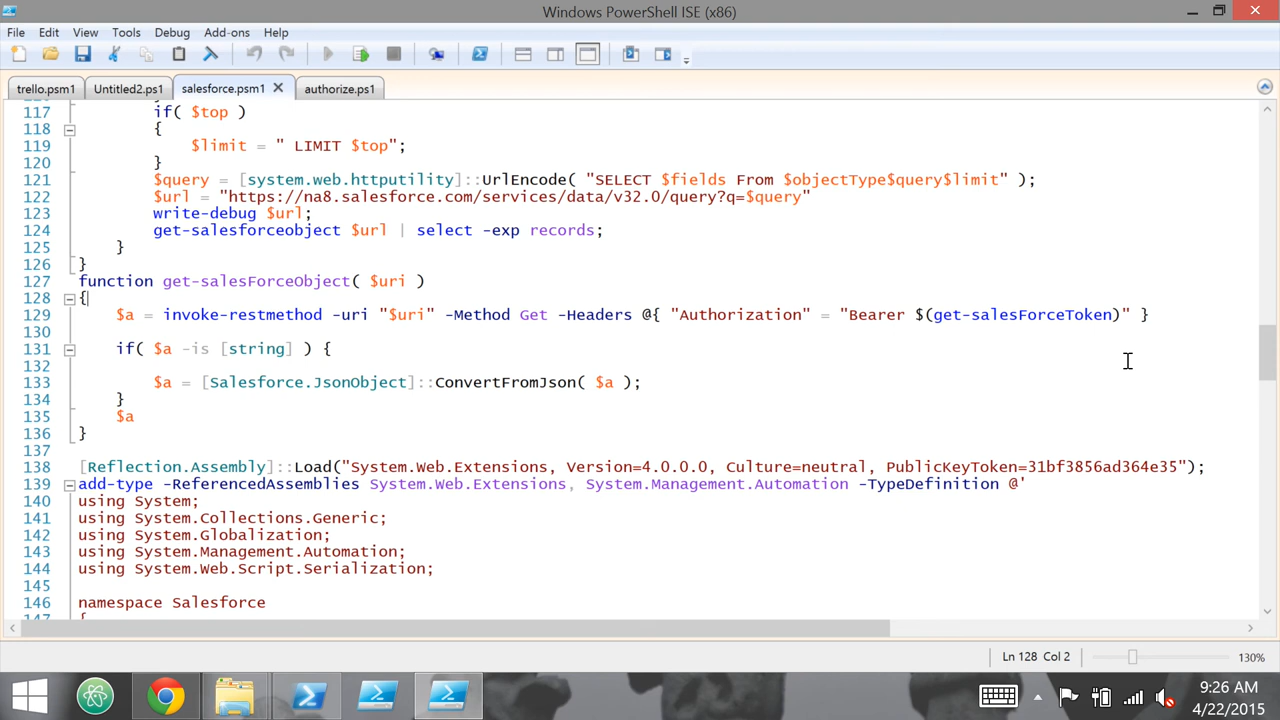 Windows PowerShell ISE (x86)
File Edit View Tools Debug Add-ons Help
trello.psm1 Untitled2.ps1 salesforce.psm1 authorize.ps1
117 if( $top )
118 {
119 $limit = " LIMIT $top";
120 }
121 $query = [system.web.httputility]::UrlEncode( "SELECT $fields From $objectType$query$limit" );
122 $url = "https://na8.salesforce.com/services/data/v32.0/query?q=$query"
123 write-debug $url;
124 get-salesforceobject $url | select -exp records;
125 }
126 }
127 function get-salesForceObject( $uri )
128 {
129 $a = invoke-restmethod -uri "$uri" -Method Get -Headers @{ "Authorization" = "Bearer $(get-salesForceToken)" }
130
131 if( $a -is [string] ) {
132
133 $a = [Salesforce.JsonObject]::ConvertFromJson( $a );
134 }
135 $a
136 }
137
138 [Reflection.Assembly]::Load("System.Web.Extensions, Version=4.0.0.0, Culture=neutral, PublicKeyToken=31bf3856ad364e35");
139 add-type -ReferencedAssemblies System.Web.Extensions, System.Management.Automation -TypeDefinition @'
140 using System;
141 using System.Collections.Generic;
142 using System.Globalization;
143 using System.Management.Automation;
144 using System.Web.Script.Serialization;
145
146 namespace Salesforce
Ln 128 Col 2 130%
9:26 AM
4/22/2015